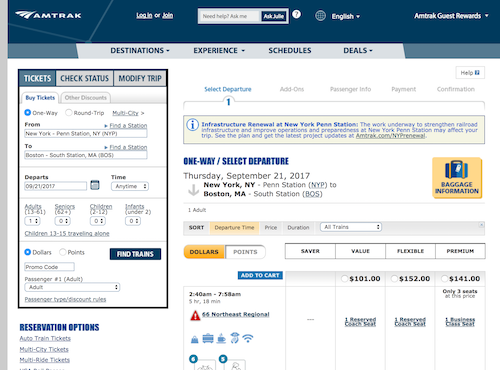 AMTRAK
Log in or Join
Need help? Ask me
Ask Julie
?
English
Amtrak Guest Rewards
DESTINATIONS
EXPERIENCE
SCHEDULES
DEALS
TICKETS
CHECK STATUS
MODIFY TRIP
Buy Tickets
Other Discounts
One-Way
Round-Trip
Multi-City >
From
Find a Station
New York - Penn Station, NY (NYP)
To
Find a Station
Boston - South Station, MA (BOS)
Departs
Time
09/21/2017
Anytime
Adults
(13-61)
Seniors
(62+)
Children
(2-12)
Infants
(under 2)
1
0
0
0
Children 13-15 traveling alone
Dollars
Points
FIND TRAINS
Promo Code
Passenger #1 (Adult)
Adult
Passenger type/discount rules
RESERVATION OPTIONS
Auto Train Tickets
Multi-City Tickets
Multi-Ride Tickets
Help
Select Departure
Add-Ons
Passenger Info
Payment
Confirmation
1
Infrastructure Renewal at New York Penn Station: The work underway to strengthen railroad
infrastructure and improve operations and preparedness at New York Penn Station may affect your
trip. See the plan and get the latest project updates at Amtrak.com/NYPrenewal.
ONE-WAY / SELECT DEPARTURE
Thursday, September 21, 2017
New York, NY - Penn Station (NYP) to
Boston, MA - South Station (BOS)
BAGGAGE
INFORMATION
1 Adult
SORT
Departure Time
Price
Duration
All Trains
DOLLARS
POINTS
SAVER
VALUE
FLEXIBLE
PREMIUM
ADD TO CART
$101.00
$152.00
$141.00
2:40am - 7:58am
5 hr, 18 min
Only 3 seats
at this price
66 Northeast Regional
---
1 Reserved
Coach Seat
1 Reserved
Coach Seat
1 Business
Class Seat